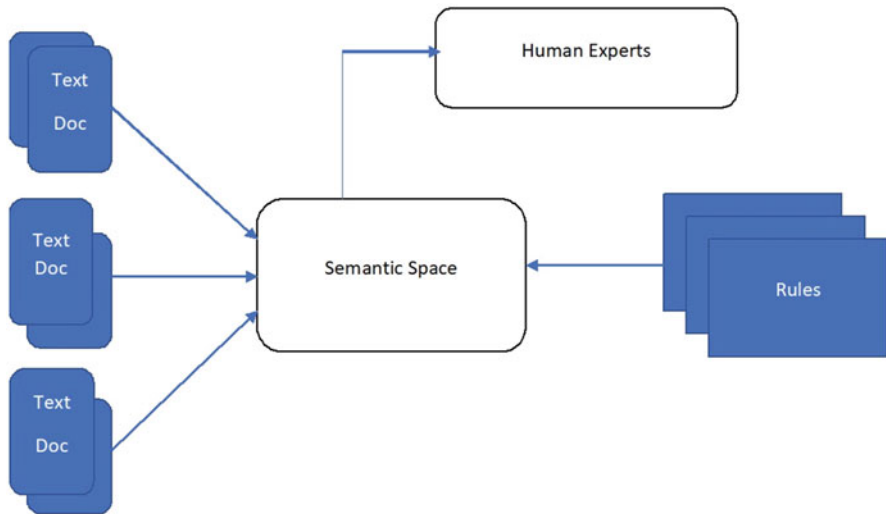 Human Experts
Text
Doc
Text
Doc
Semantic Space
Rules
Text
Doc